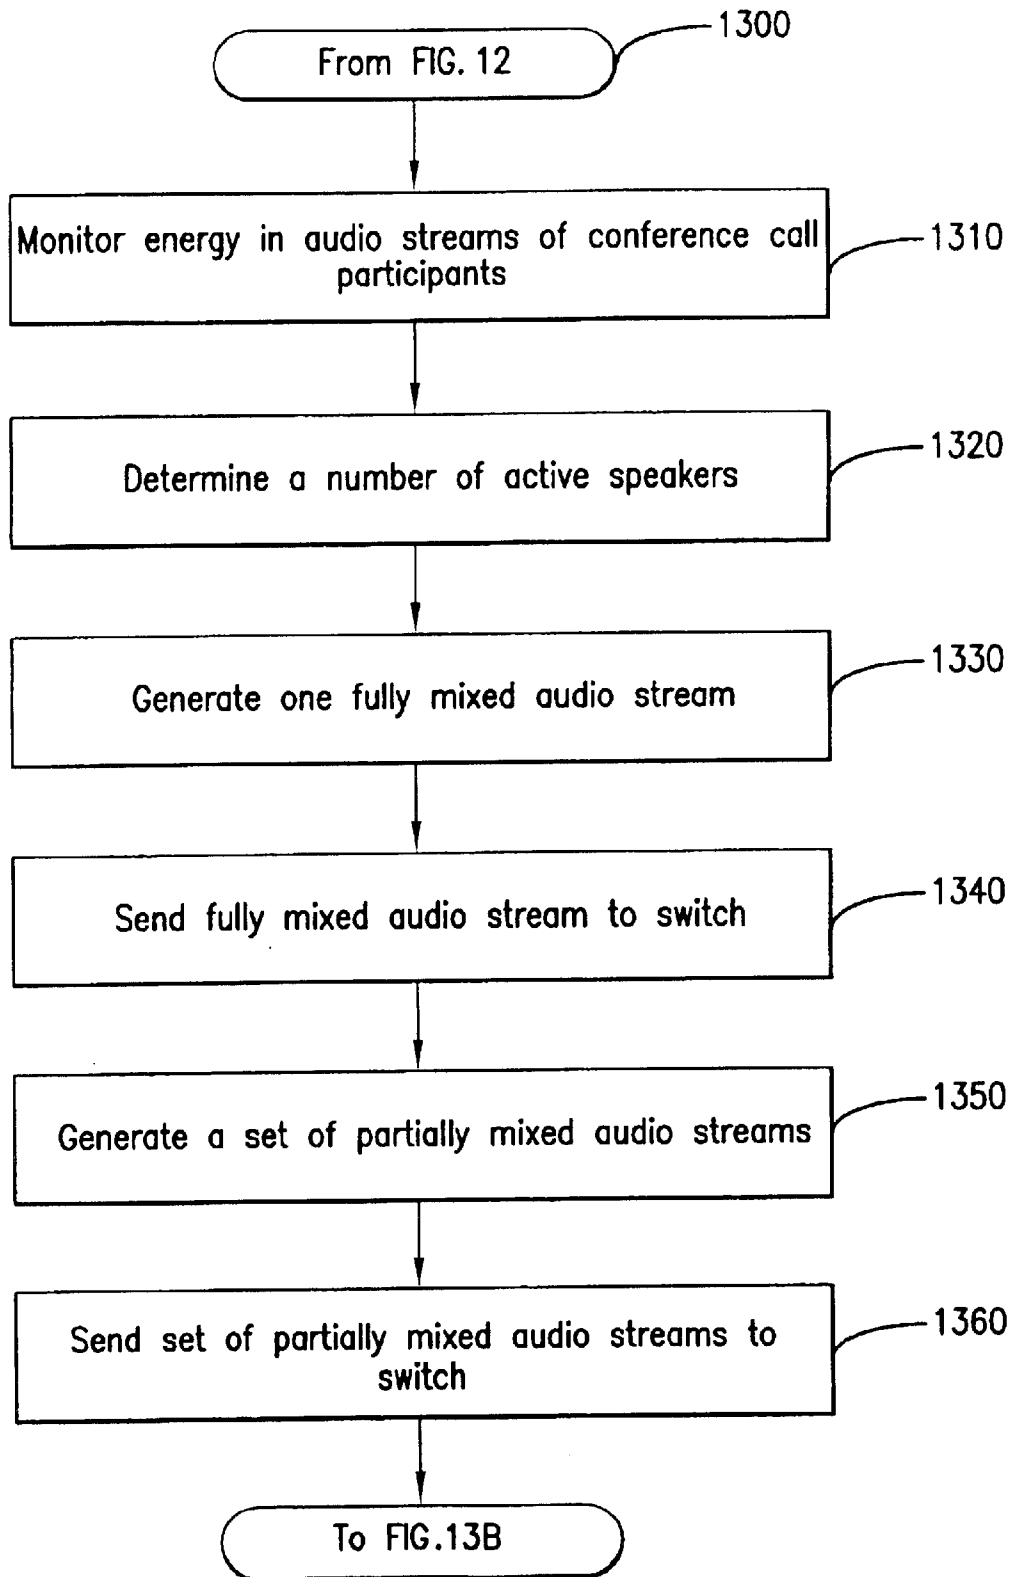 1300
From FIG. 12
Monitor energy in audio streams of conference call
participants
1310
Determine a number of active speakers
1320
Generate one fully mixed audio stream
1330
Send fully mixed audio stream to switch
1340
Generate a set of partially mixed audio streams
1350
Send set of partially mixed audio streams to
switch
1360
To FIG.13B